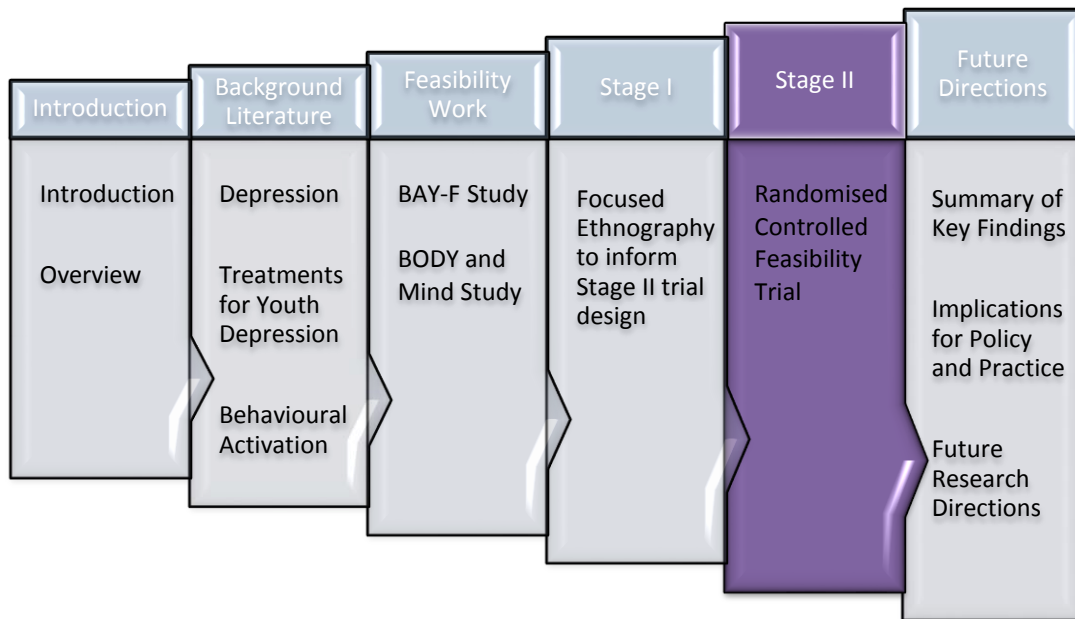 Introduction
Introduction
Overview
Background
Literature
Depression
Treatments
for Youth
Depression
Behavioural
Activation
Feasibility
Work
BAY-F Study
BODY and
Mind Study
Stage I
Focused
Ethnography
to inform
Stage II trial
design
Stage II
Randomised
Controlled
Feasibility
Trial
Future
Directions
Summary of
Key Findings
Implications
for Policy
and Practice
Future
Research
Directions